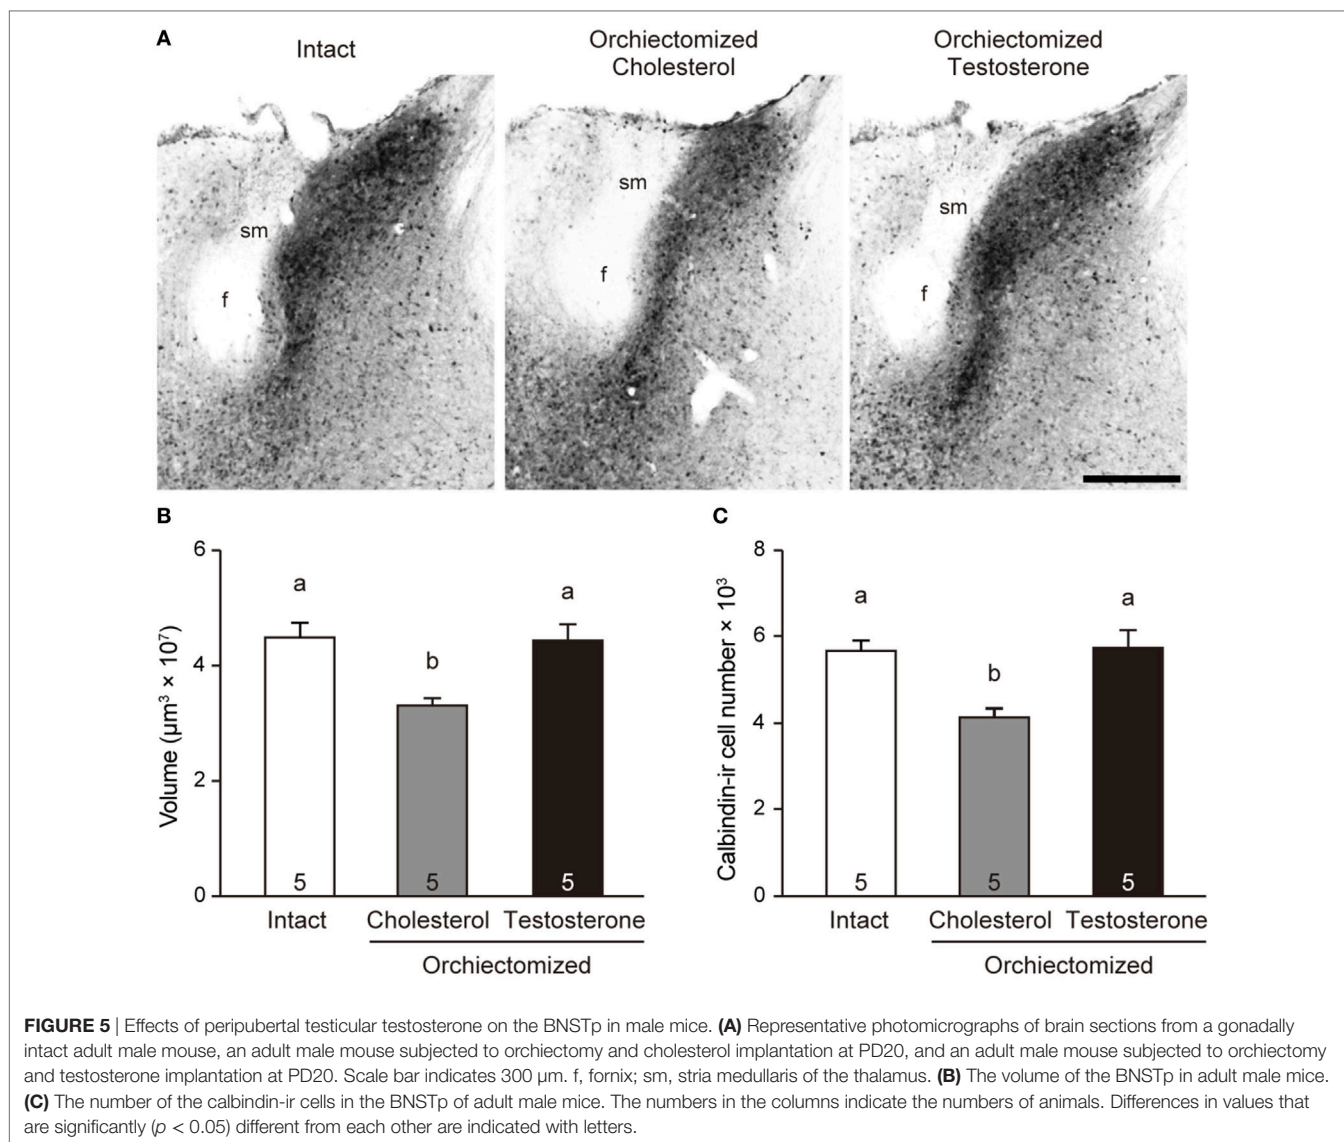 A
Intact
Orchiectomized
Cholesterol
Orchiectomized
Testosterone
sm
f
sm
f
sm
f
B
Volume (µm³ × 10⁷)
6
4
2
0
a
b
a
5
5
5
Intact
Cholesterol
Testosterone
Orchiectomized
C
Calbindin-ir cell number × 10³
8
6
4
2
0
a
b
a
5
5
5
Intact
Cholesterol
Testosterone
Orchiectomized
FIGURE 5 | Effects of peripubertal testicular testosterone on the BNSTp in male mice. (A) Representative photomicrographs of brain sections from a gonadally
intact adult male mouse, an adult male mouse subjected to orchiectomy and cholesterol implantation at PD20, and an adult male mouse subjected to orchiectomy
and testosterone implantation at PD20. Scale bar indicates 300 µm. f, fornix; sm, stria medullaris of the thalamus. (B) The volume of the BNSTp in adult male mice.
(C) The number of the calbindin-ir cells in the BNSTp of adult male mice. The numbers in the columns indicate the numbers of animals. Differences in values that
are significantly (p < 0.05) different from each other are indicated with letters.